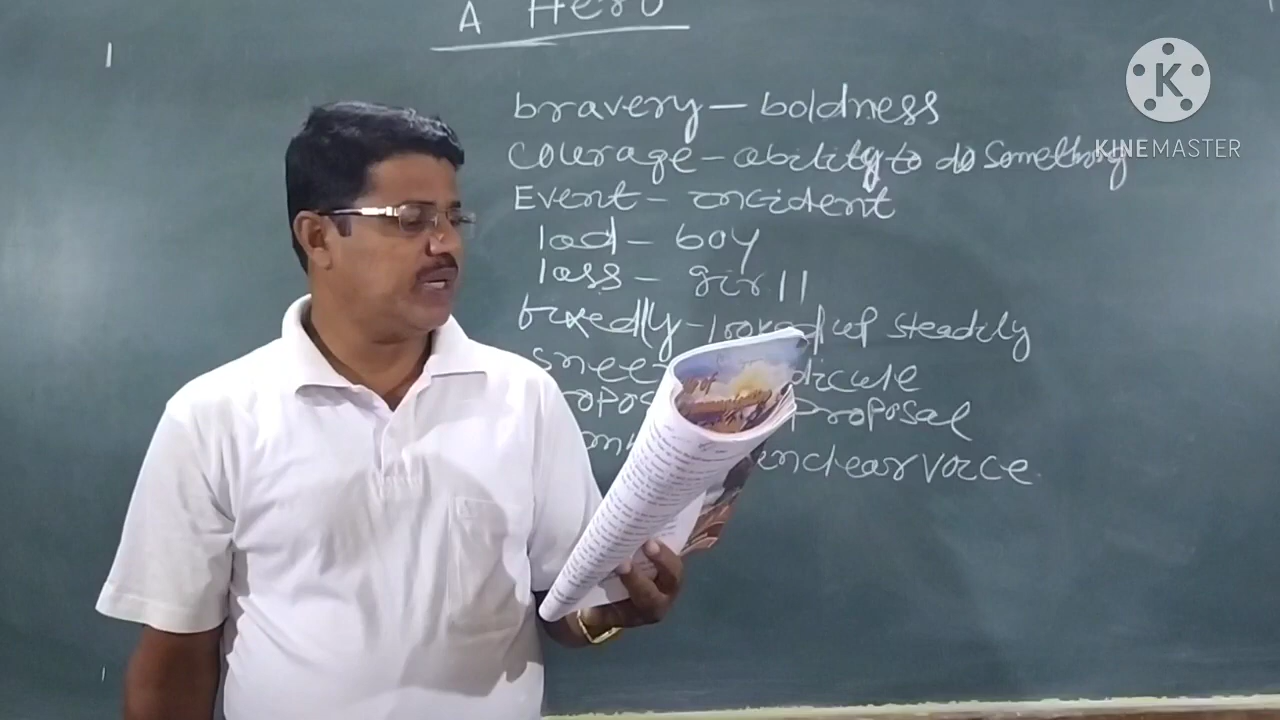 A Hero
bravery – boldness
Courage – ability to do something
Event – incident
lad – boy
lass – girl
fixedly – looked up steadily
KINEMASTER
K
proposal
unclear voice